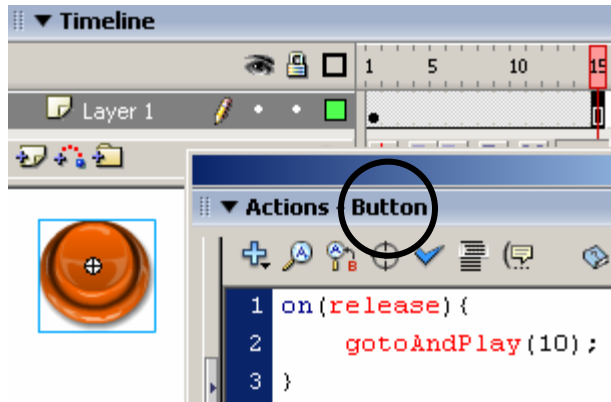 Timeline
1 5 10 15
Layer 1
Actions - Button
1 on(release){
2 gotoAndPlay(10);
3 }